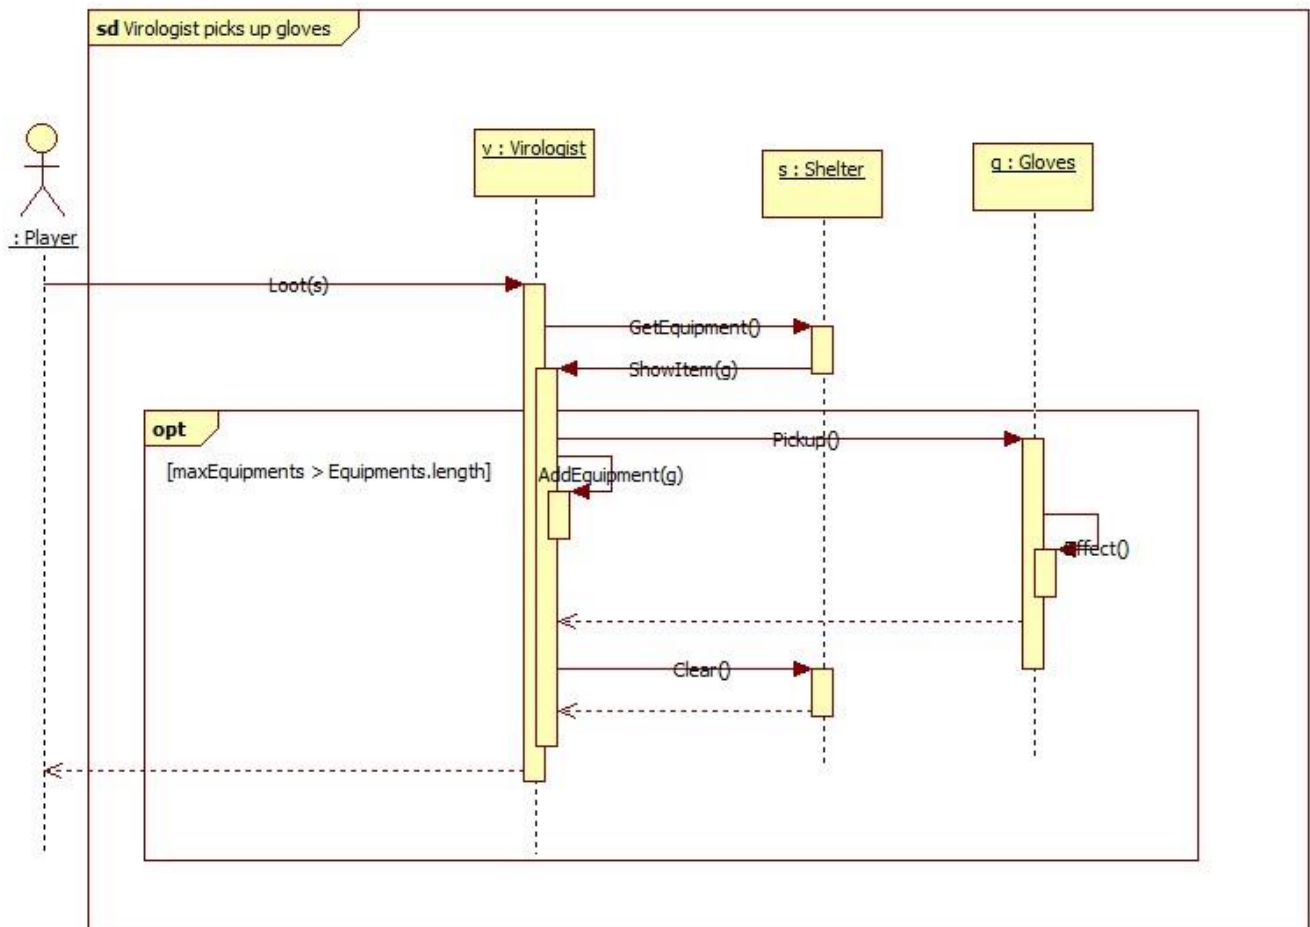 sd Virologist picks up gloves
v : Virologist
s : Shelter
g : Gloves
: Player
Loot(s)
GetEquipment()
ShowItem(g)
opt
Pickup()
[maxEquipments > Equipments.length]
AddEquipment(g)
Effect()
Clear()